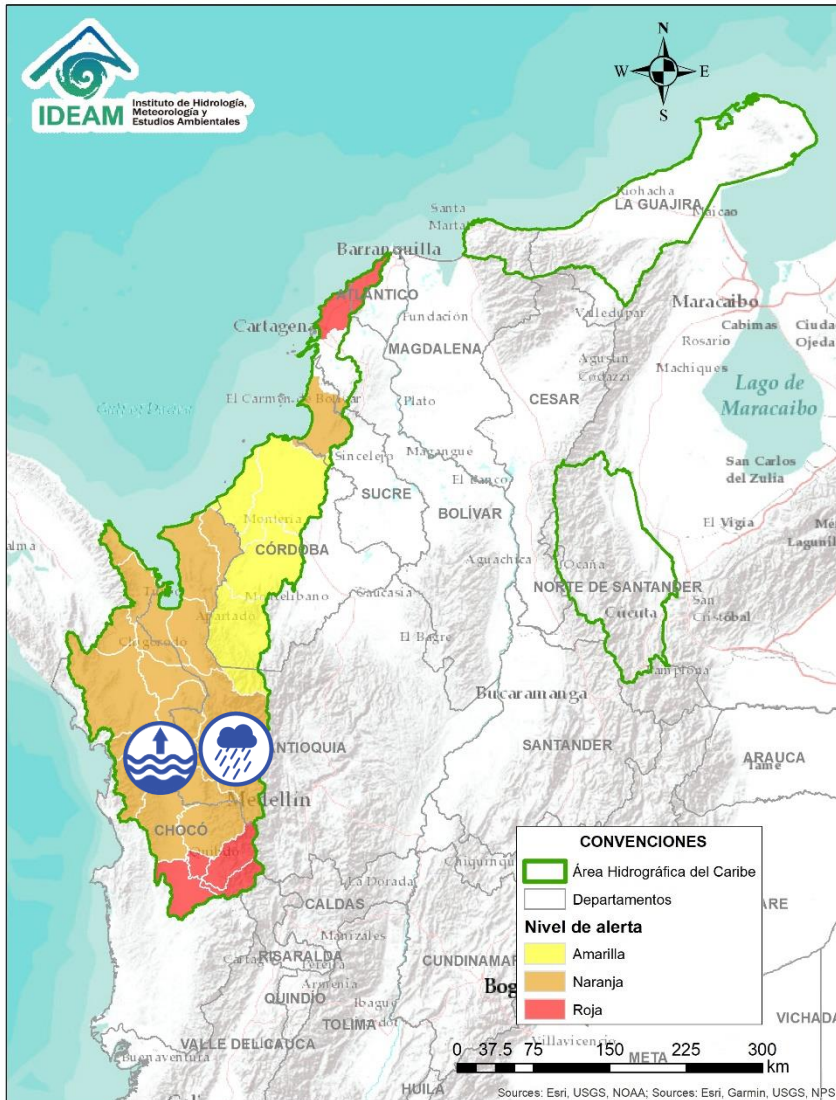 IDEAM
Instituto de Hidrología,
Meteorología y
Estudios Ambientales
N
W
E
S
Riohacha
LA GUAJIRA
Maicao
Santa
Marta
Barranquilla
ATLÁNTICO
Maracaibo
Cartagena
Fundación
Valledupar
Cabimas
Ciudad
Ojeda
Rosario
MAGDALENA
Machiques
Agustín
Codazzi
CESAR
Lago de
Maracaibo
El Carmen de Bolívar
Plato
Sincelejo
Magangue
San Carlos
del Zulia
SUCRE
El Banco
BOLÍVAR
Montería
El Vigía
CÓRDOBA
Aguachica
Ocaña
NORTE DE SANTANDER
Montelíbano
Caucasia
Cucuta
San
Cristóbal
Apartado
El Bagre
Chigorodo
Pamplona
Bucaramanga
ANTIOQUIA
SANTANDER
ARAUCA
Tame
Medellín
CHOCÓ
Quibdó
La Dorada
CALDAS
Manizales
RISARALDA
Pereira
Armenia
QUINDÍO
Ibague
TOLIMA
VALLE DEL CAUCA
Buenaventura
Villavicencio
META
VICHADA
HUILA
CONVENCIONES
Área Hidrográfica del Caribe
Departamentos
Nivel de alerta
Amarilla
Naranja
Roja
0 37.5 75 150 225 300
km
Sources: Esri, USGS, NOAA; Sources: Esri, Garmin, USGS, NPS